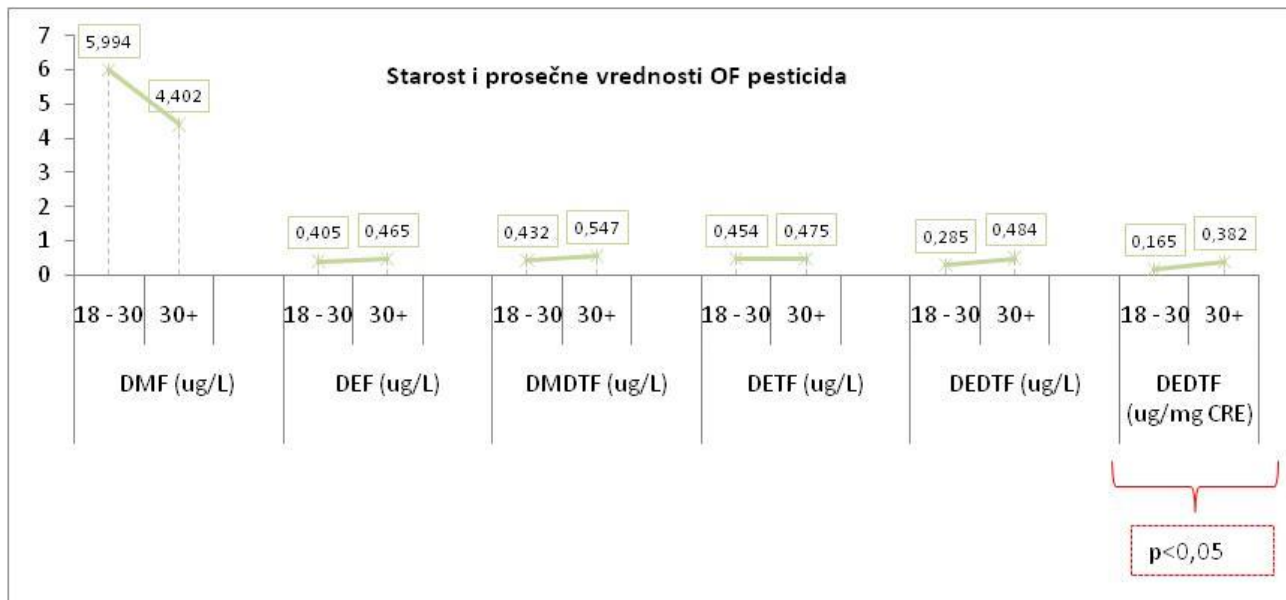 Starost i prosečne vrednosti OF pesticida
7
6
5
4
3
2
1
0
5,994
4,402
0,405
0,465
0,432
0,547
0,454
0,475
0,285
0,484
0,165
0,382
18 - 30 30+
18 - 30 30+
18 - 30 30+
18 - 30 30+
18 - 30 30+
18 - 30 30+
DMF (ug/L)
DEF (ug/L)
DMDTF (ug/L)
DETF (ug/L)
DEDTF (ug/L)
DEDTF
(ug/mg CRE)
p<0,05